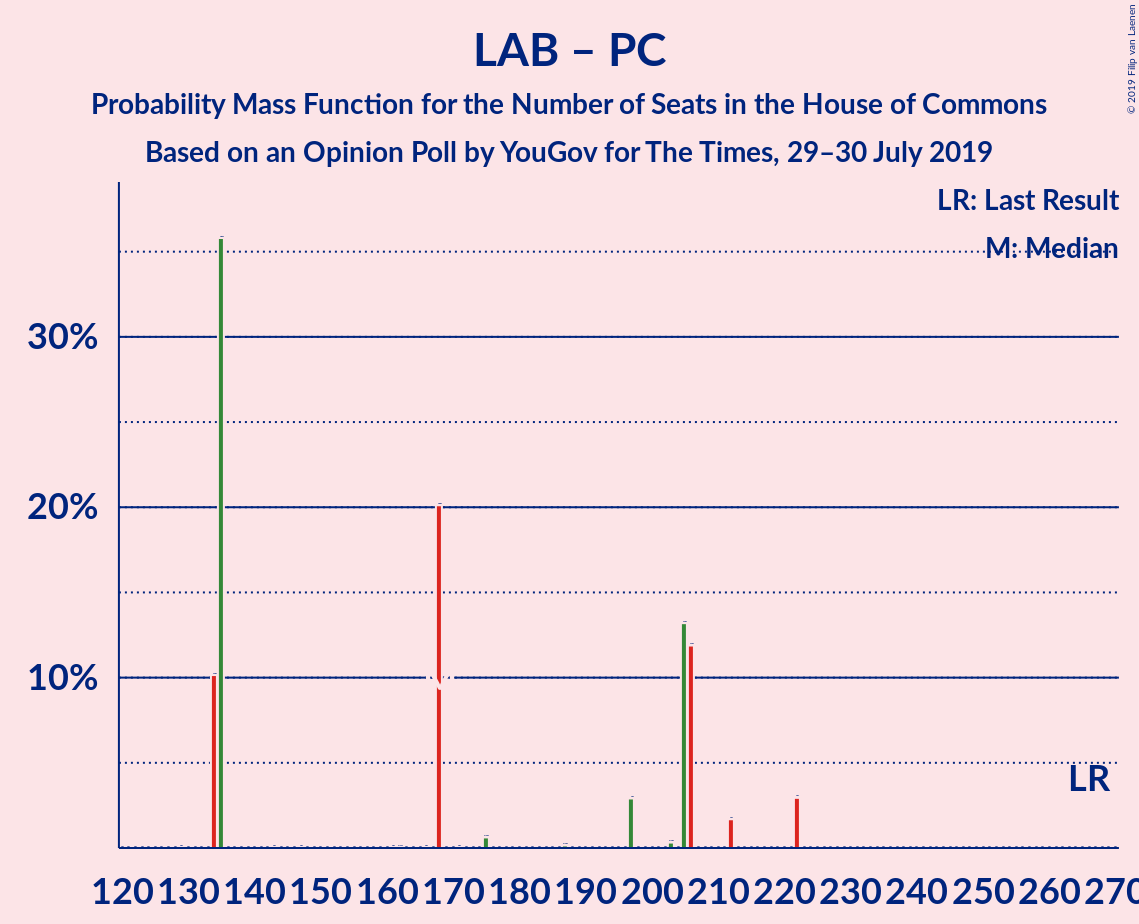 LAB – PC
Probability Mass Function for the Number of Seats in the House of Commons
Based on an Opinion Poll by YouGov for The Times, 29–30 July 2019
© 2019 Filip van Laenen
LR: Last Result
M: Median
30%
20%
10%
LR
120 130 140 150 160 170 180 190 200 210 220 230 240 250 260 270